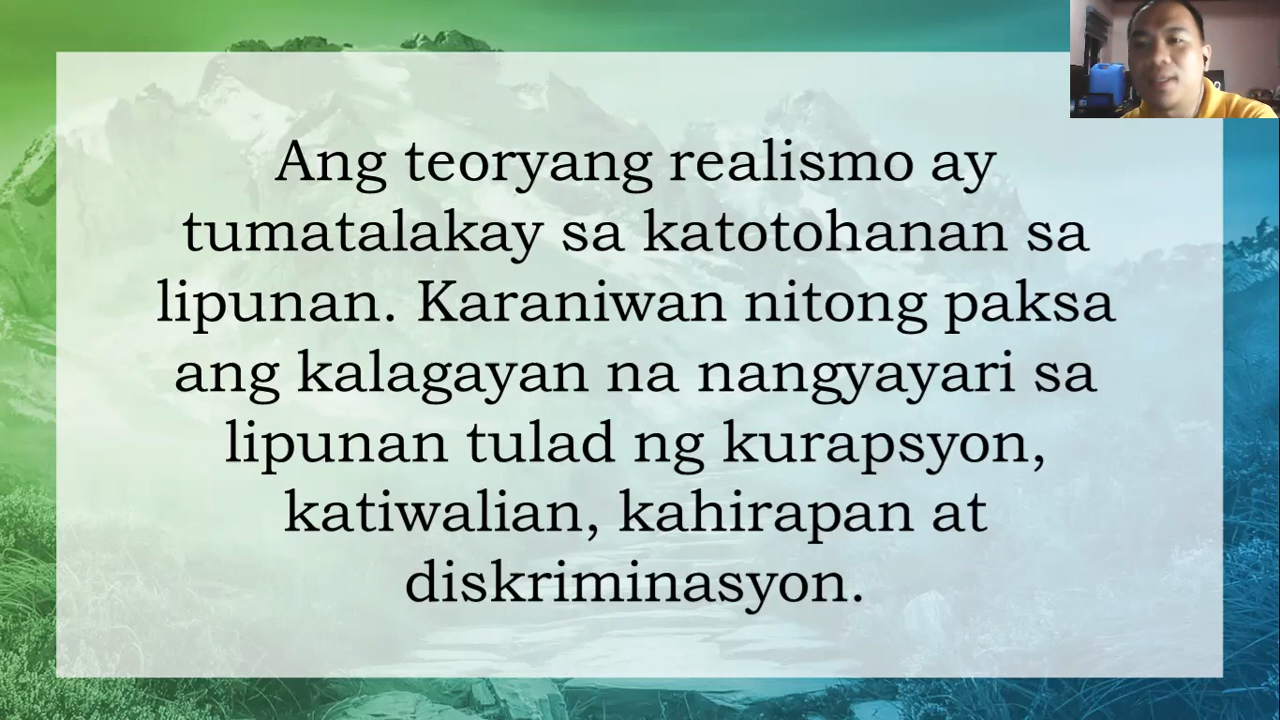 Ang teoryang realismo ay
tumatalakay sa katotohanan sa
lipunan. Karaniwan nitong paksa
ang kalagayan na nangyayari sa
lipunan tulad ng kurapsyon,
katiwalian, kahirapan at
diskriminasyon.